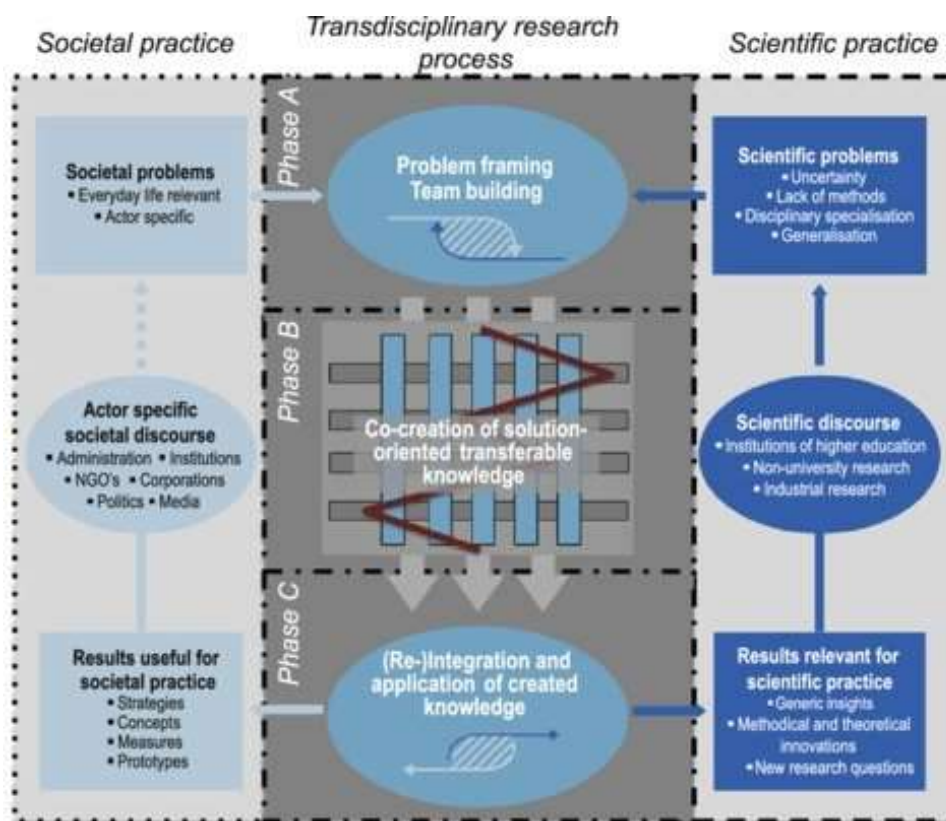 Societal practice
Transdisciplinary research
process
Scientific practice
Phase A
Societal problems
▪ Everyday life relevant
▪ Actor specific
Problem framing
Team building
Scientific problems
▪ Uncertainty
▪ Lack of methods
▪ Disciplinary specialisation
▪ Generalisation
Phase B
Actor specific
societal discourse
▪ Administration ▪ Institutions
▪ NGO's ▪ Corporations
▪ Politics ▪ Media
Co-creation of solution-
oriented transferable
knowledge
Scientific discourse
▪ Institutions of higher education
▪ Non-university research
▪ Industrial research
Phase C
Results useful for
societal practice
▪ Strategies
▪ Concepts
▪ Measures
▪ Prototypes
(Re-)Integration and
application of created
knowledge
Results relevant for
scientific practice
▪ Generic insights
▪ Methodical and theoretical
innovations
▪ New research questions